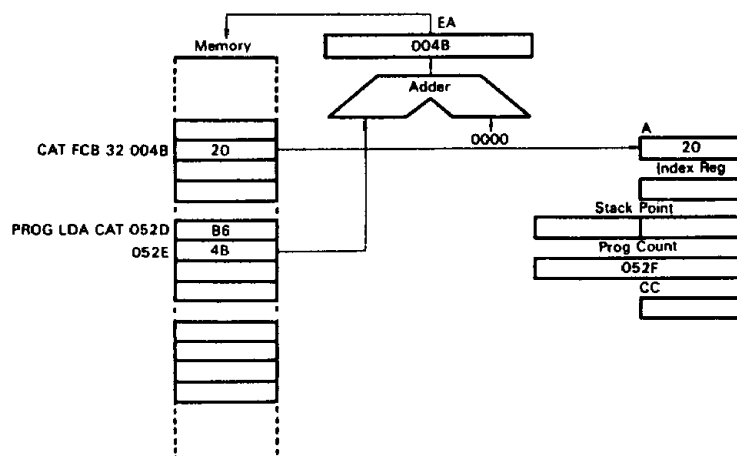 EA
004B
Memory
Adder
0000
CAT FCB 32 004B
20
A
20
Index Reg
Stack Point
PROG LDA CAT 052D
B6
052E
4B
Prog Count
052F
CC